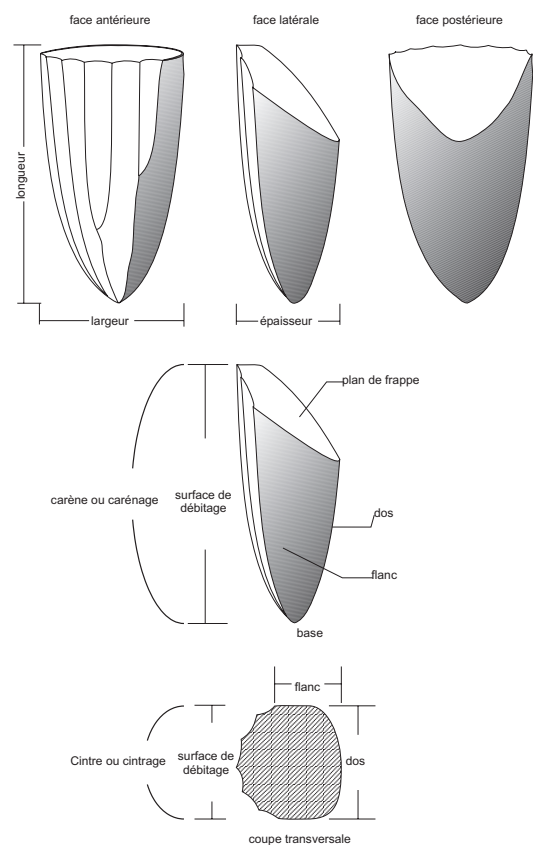 face antérieure
face latérale
face postérieure
longueur
largeur
épaisseur
plan de frappe
carène ou carénage
surface de
débitage
dos
flanc
base
flanc
Cintre ou cintrage
surface de
débitage
dos
coupe transversale